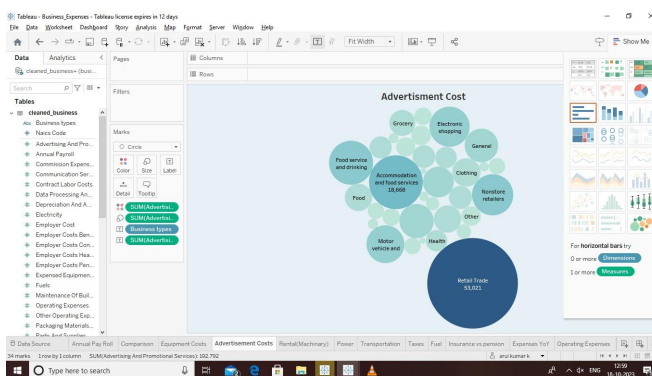 Tableau - Business_Expenses - Tableau license expires in 12 days
File Data Worksheet Dashboard Story Analysis Map Format Server Window Help
Fit Width
Show Me
Data Analytics
cleaned_business+ (busi...
Search
Tables
cleaned_business
Abc Business types
# Naics Code
# Advertising And Pro...
# Annual Payroll
# Commission Expens...
# Communication Ser...
# Contract Labor Costs
# Data Processing An...
# Depreciation And A...
# Electricity
# Employer Cost
# Employer Costs Ben...
# Employer Costs Con...
# Employer Costs Hea...
# Employer Costs Pen...
# Expensed Equipmen...
# Fuels
# Maintenance Of Buil...
# Operating Expenses
# Other Operating Exp...
# Packaging Materials...
# Parts And Supplies
Pages
Filters
Marks
Circle
Color Size Label
Detail Tooltip
SUM(Advertisi...
SUM(Advertisi...
Business types
SUM(Advertisi...
Columns
Rows
Advertisment Cost
Grocery
Electronic
shopping
General
Food service
and drinking
Accommodation
and food services
18,668
Clothing
Nonstore
retailers
Food
Other
Motor
vehicle and
Health
Retail Trade
53,021
For horizontal bars try
0 or more Dimensions
1 or more Measures
Data Source Annual Pay Roll Comparison Equipment Costs Advertisement Costs Rental(Machinary) Power Transportation Taxes Fuel Insurance vs pension Expenses YoY Operating Expenses
34 marks 1 row by 1 column SUM(Advertising And Promotional Services): 192,792
arul kumar k
Type here to search
ENG
12:59
18-10-2023